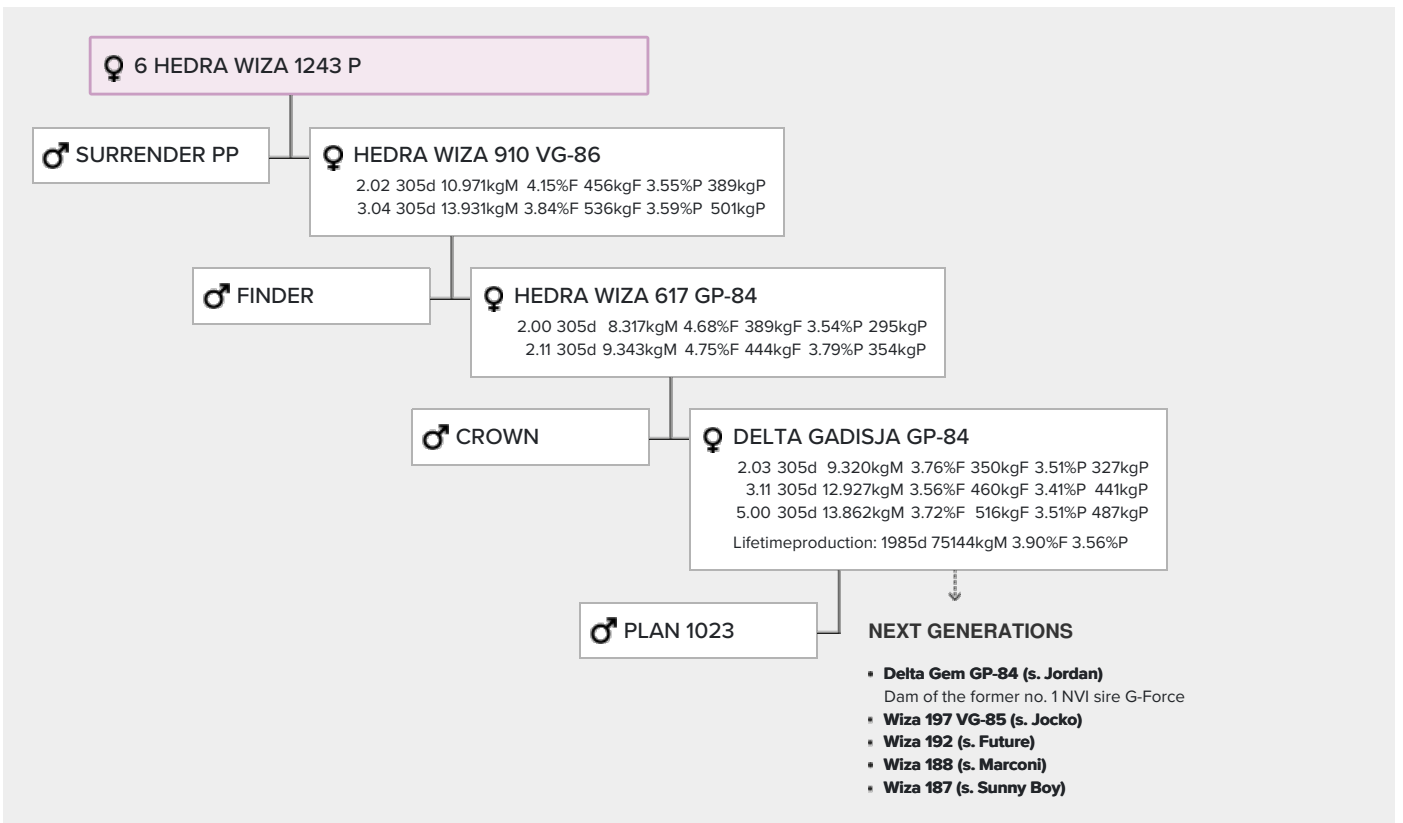 6 HEDRA WIZA 1243 P
SURRENDER PP
HEDRA WIZA 910 VG-86
2.02 305d 10.971kgM 4.15%F 456kgF 3.55%P 389kgP
3.04 305d 13.931kgM 3.84%F 536kgF 3.59%P 501kgP
FINDER
HEDRA WIZA 617 GP-84
2.00 305d 8.317kgM 4.68%F 389kgF 3.54%P 295kgP
2.11 305d 9.343kgM 4.75%F 444kgF 3.79%P 354kgP
CROWN
DELTA GADISJA GP-84
2.03 305d 9.320kgM 3.76%F 350kgF 3.51%P 327kgP
3.11 305d 12.927kgM 3.56%F 460kgF 3.41%P 441kgP
5.00 305d 13.862kgM 3.72%F 516kgF 3.51%P 487kgP
Lifetimeproduction: 1985d 75144kgM 3.90%F 3.56%P
PLAN 1023
NEXT GENERATIONS
• Delta Gem GP-84 (s. Jordan)
Dam of the former no. 1 NVI sire G-Force
• Wiza 197 VG-85 (s. Jocko)
• Wiza 192 (s. Future)
• Wiza 188 (s. Marconi)
• Wiza 187 (s. Sunny Boy)